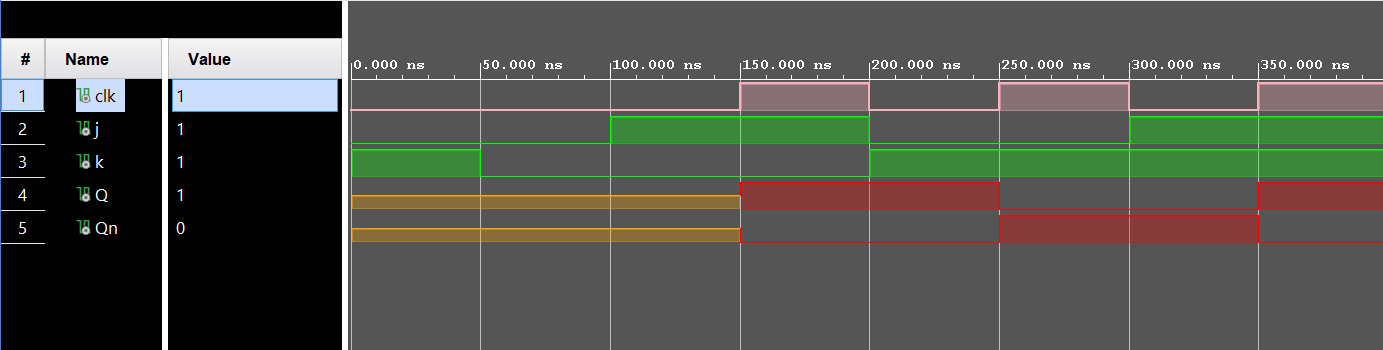 # Name Value
0.000 ns 50.000 ns 100.000 ns 150.000 ns 200.000 ns 250.000 ns 300.000 ns 350.000 ns
1 clk 1
2 j 1
3 k 1
4 Q 1
5 Qn 0